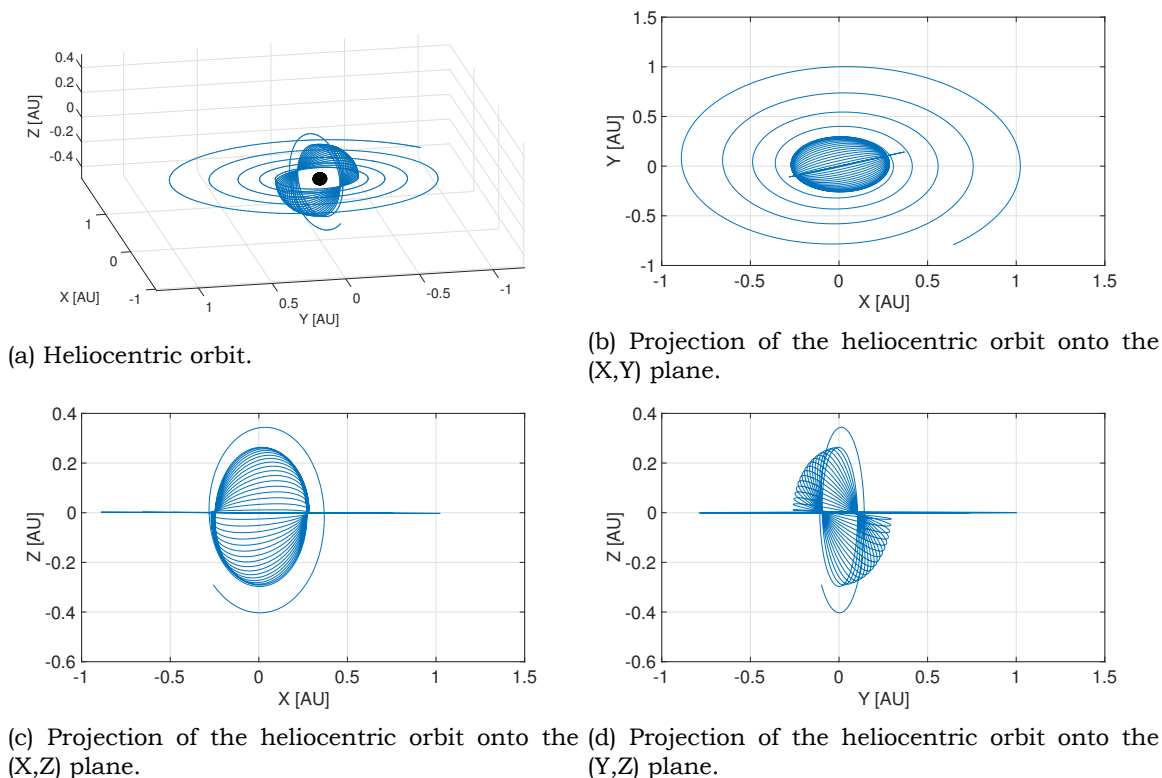 0.4
0.2
0
-0.2
-0.4
Z [AU]
1
0
-1
X [AU]
1
0.5
0
-0.5
-1
Y [AU]
(a) Heliocentric orbit.
1
0.5
0
-0.5
-1
Y [AU]
-1 -0.5 0 0.5 1 1.5
X [AU]
(b) Projection of the heliocentric orbit onto the
(X,Y) plane.
0.4
0.2
0
-0.2
-0.4
-0.6
Z [AU]
-1 -0.5 0 0.5 1 1.5
X [AU]
(c) Projection of the heliocentric orbit onto the
(X,Z) plane.
0.4
0.2
0
-0.2
-0.4
-0.6
Z [AU]
-1 -0.5 0 0.5 1 1.5
Y [AU]
(d) Projection of the heliocentric orbit onto the
(Y,Z) plane.